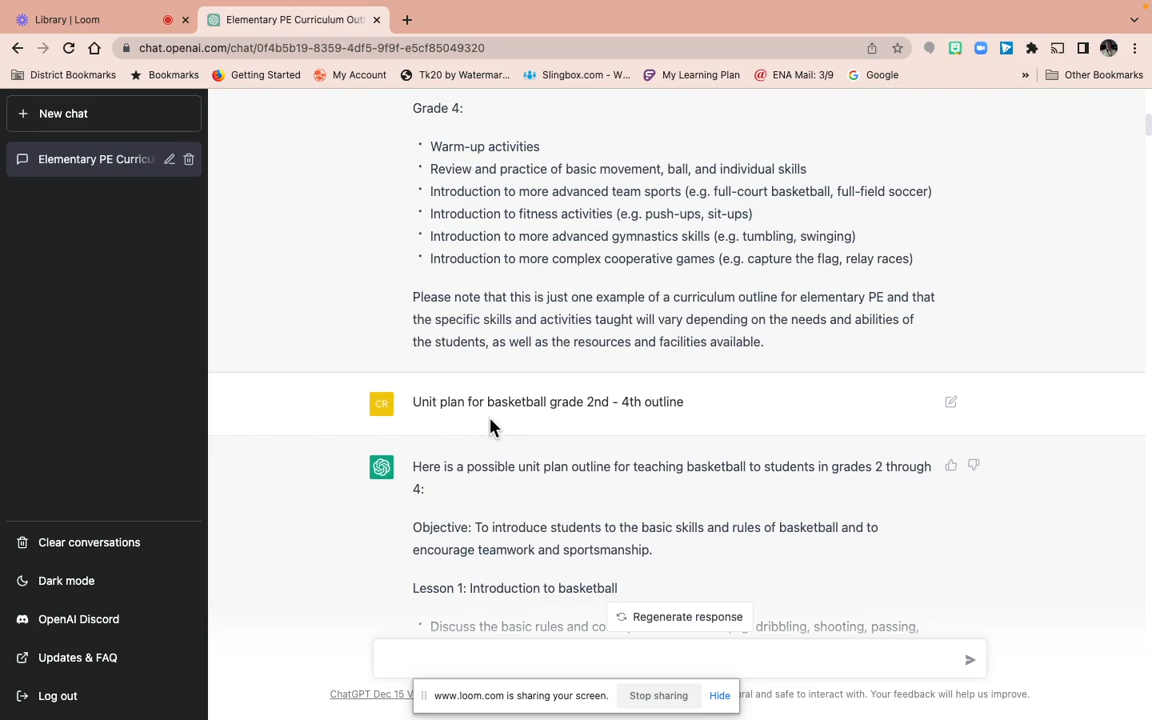 Library | Loom
Elementary PE Curriculum Outl
chat.openai.com/chat/0f4b5b19-8359-4df5-9f9f-e5cf85049320
District Bookmarks Bookmarks Getting Started My Account Tk20 by Watermar... Slingbox.com - W... My Learning Plan ENA Mail: 3/9 Google » Other Bookmarks
New chat
Elementary PE Curricu
Grade 4:
Warm-up activities
Review and practice of basic movement, ball, and individual skills
Introduction to more advanced team sports (e.g. full-court basketball, full-field soccer)
Introduction to fitness activities (e.g. push-ups, sit-ups)
Introduction to more advanced gymnastics skills (e.g. tumbling, swinging)
Introduction to more complex cooperative games (e.g. capture the flag, relay races)
Please note that this is just one example of a curriculum outline for elementary PE and that
the specific skills and activities taught will vary depending on the needs and abilities of
the students, as well as the resources and facilities available.
CR Unit plan for basketball grade 2nd - 4th outline
Here is a possible unit plan outline for teaching basketball to students in grades 2 through
4:
Objective: To introduce students to the basic skills and rules of basketball and to
encourage teamwork and sportsmanship.
Lesson 1: Introduction to basketball
Discuss the basic rules and co dribbling, shooting, passing,
Regenerate response
Clear conversations
Dark mode
OpenAI Discord
Updates & FAQ
Log out
ChatGPT Dec 15 V ral and safe to interact with. Your feedback will help us improve.
www.loom.com is sharing your screen. Stop sharing Hide